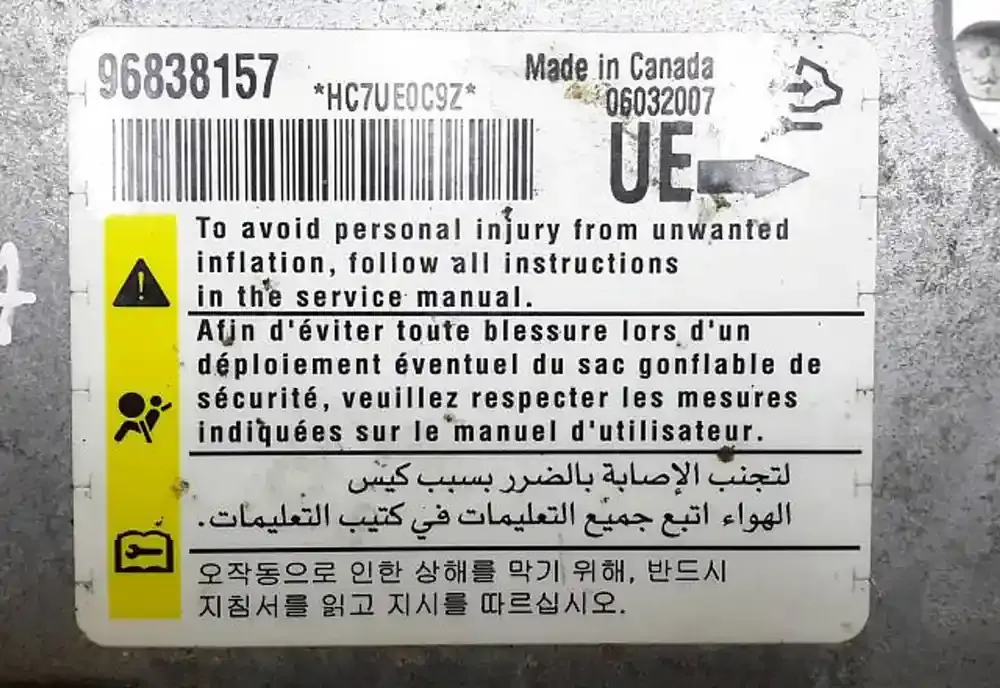 96838157
*HC7UE0C9Z*
Made in Canada
06032007
UE
To avoid personal injury from unwanted
inflation, follow all instructions
in the service manual.
Afin d'éviter toute blessure lors d'un
déploiement éventuel du sac gonflable de
sécurité, veuillez respecter les mesures
indiquées sur le manuel d'utilisateur.
لتجنب الإصابة بالضرر بسبب كيس
الهواء اتبع جميع التعليمات في كتيب التعليمات.
오작동으로 인한 상해를 막기 위해, 반드시
지침서를 읽고 지시를 따르십시오.